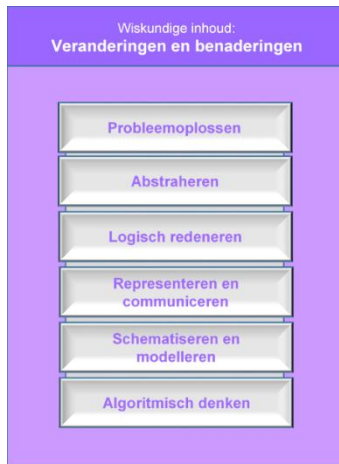 Wiskundige inhoud:
Veranderingen en benaderingen
Probleemoplossen
Abstraheren
Logisch redeneren
Representeren en
communiceren
Schematiseren en
modelleren
Algoritmisch denken